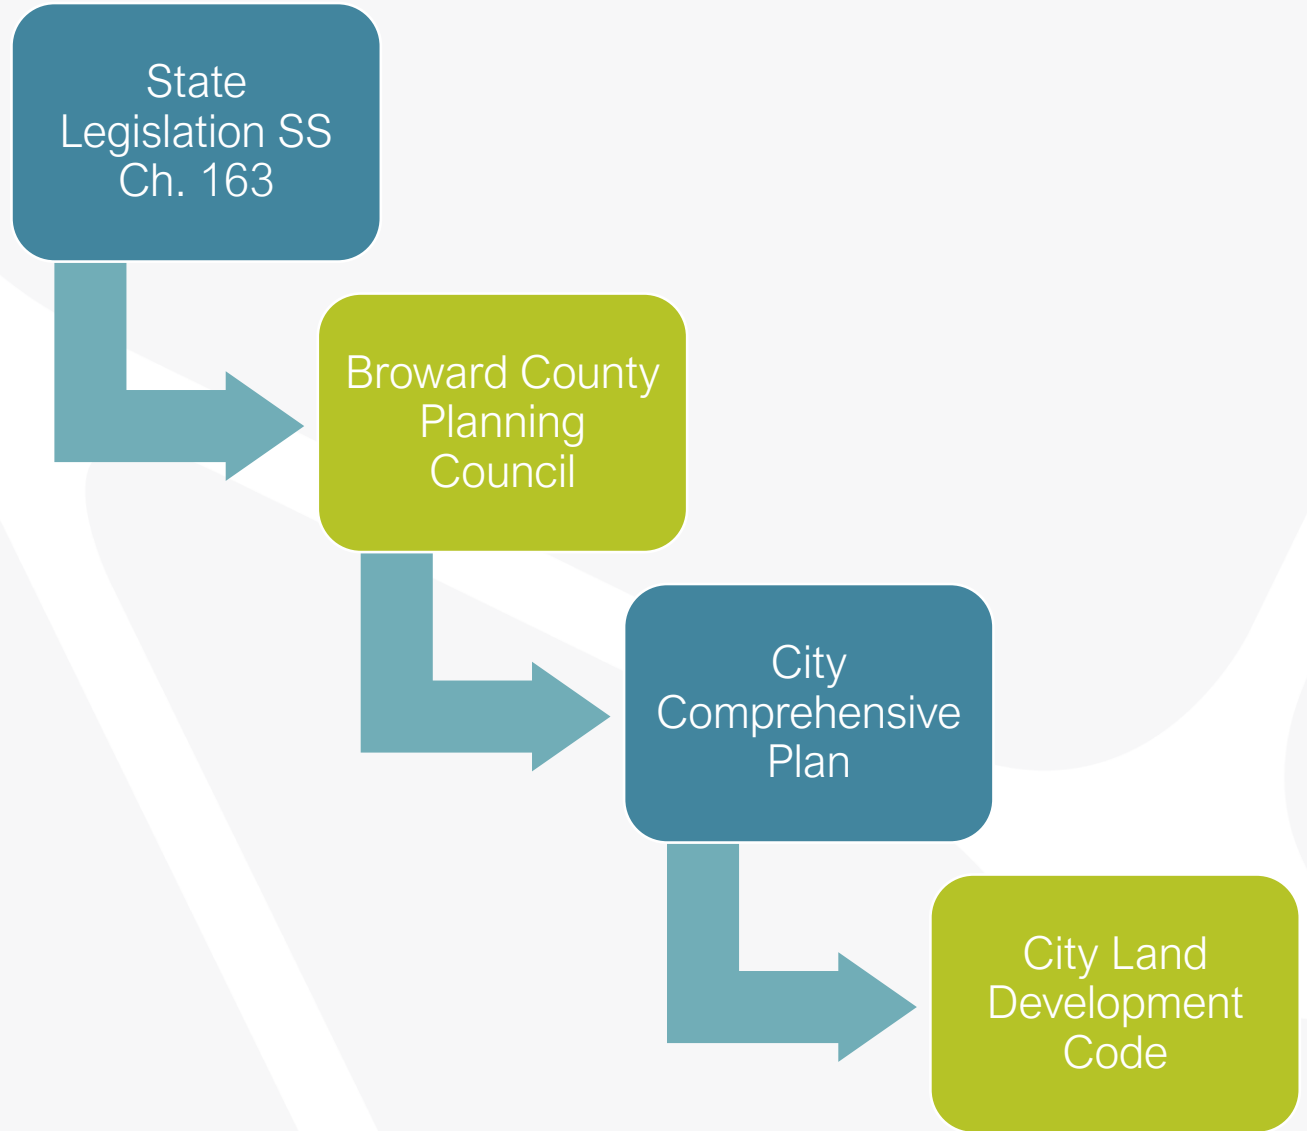 State
Legislation SS
Ch. 163
Broward County
Planning
Council
City
Comprehensive
Plan
City Land
Development
Code